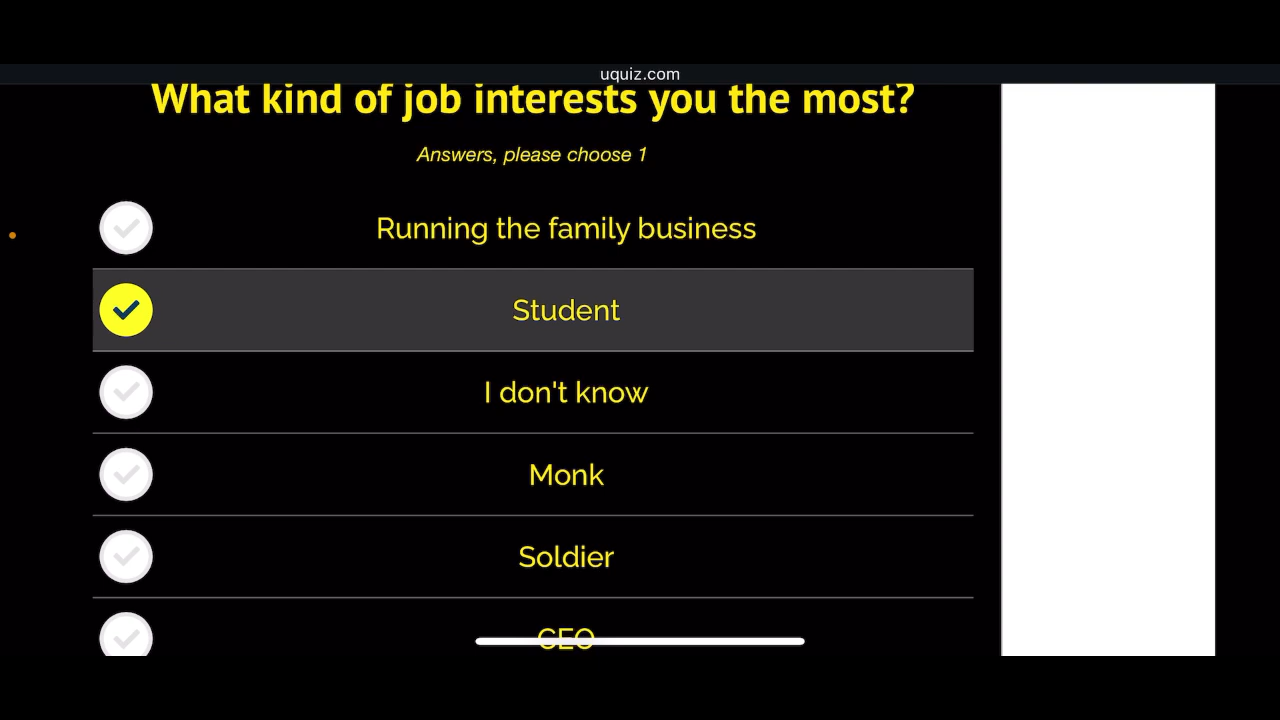 uquiz.com
What kind of job interests you the most?
Answers, please choose 1
Running the family business
Student
I don't know
Monk
Soldier
CEO